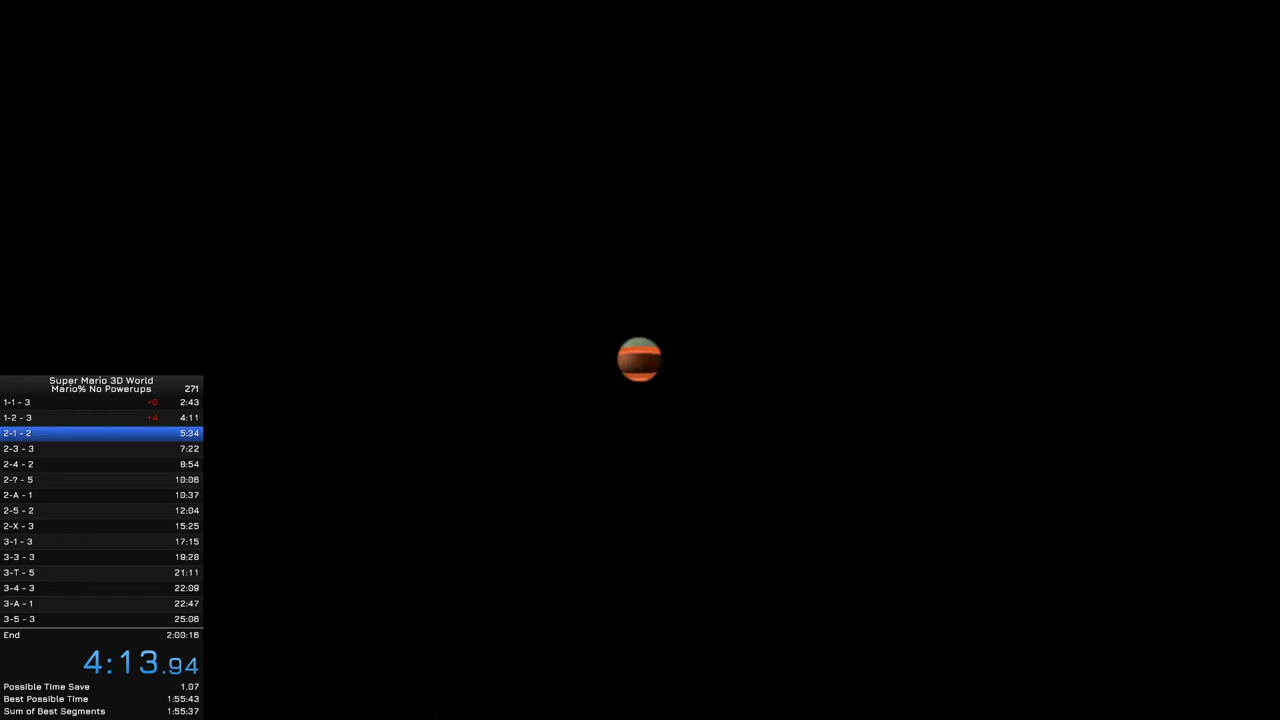 Super Mario 3D World
Mario% No Powerups 271
1-1 - 3 +0 2:43
1-2 - 3 +4 4:11
2-1 - 2 5:34
2-3 - 3 7:22
2-4 - 2 8:54
2-? - 5 10:06
2-A - 1 10:37
2-5 - 2 12:04
2-X - 3 15:25
3-1 - 3 17:15
3-3 - 3 19:28
3-T - 5 21:11
3-4 - 3 22:09
3-A - 1 22:47
3-5 - 3 25:06
End 2:00:16
4:13.94
Possible Time Save 1.07
Best Possible Time 1:55:43
Sum of Best Segments 1:55:37